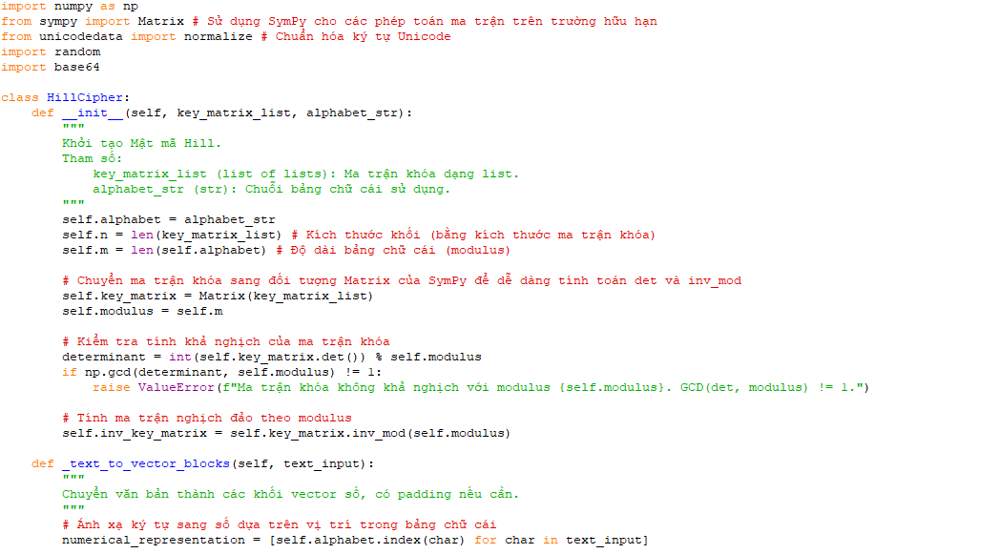 import numpy as np
from sympy import Matrix # Sử dụng SymPy cho các phép toán ma trận trên trường hữu hạn
from unicodedata import normalize # Chuẩn hóa ký tự Unicode
import random
import base64

class HillCipher:
    def __init__(self, key_matrix_list, alphabet_str):
        """
        Khởi tạo Mật mã Hill.
        Tham số:
            key_matrix_list (list of lists): Ma trận khóa dạng list.
            alphabet_str (str): Chuỗi bảng chữ cái sử dụng.
        """
        self.alphabet = alphabet_str
        self.n = len(key_matrix_list) # Kích thước khối (bằng kích thước ma trận khóa)
        self.m = len(self.alphabet) # Độ dài bảng chữ cái (modulus)

        # Chuyển ma trận khóa sang đối tượng Matrix của SymPy để dễ dàng tính toán det và inv_mod
        self.key_matrix = Matrix(key_matrix_list)
        self.modulus = self.m

        # Kiểm tra tính khả nghịch của ma trận khóa
        determinant = int(self.key_matrix.det()) % self.modulus
        if np.gcd(determinant, self.modulus) != 1:
            raise ValueError(f"Ma trận khóa không khả nghịch với modulus {self.modulus}. GCD(det, modulus) != 1.")

        # Tính ma trận nghịch đảo theo modulus
        self.inv_key_matrix = self.key_matrix.inv_mod(self.modulus)

    def _text_to_vector_blocks(self, text_input):
        """
        Chuyển văn bản thành các khối vector số, có padding nếu cần.
        """
        # Ánh xạ ký tự sang số dựa trên vị trí trong bảng chữ cái
        numerical_representation = [self.alphabet.index(char) for char in text_input]